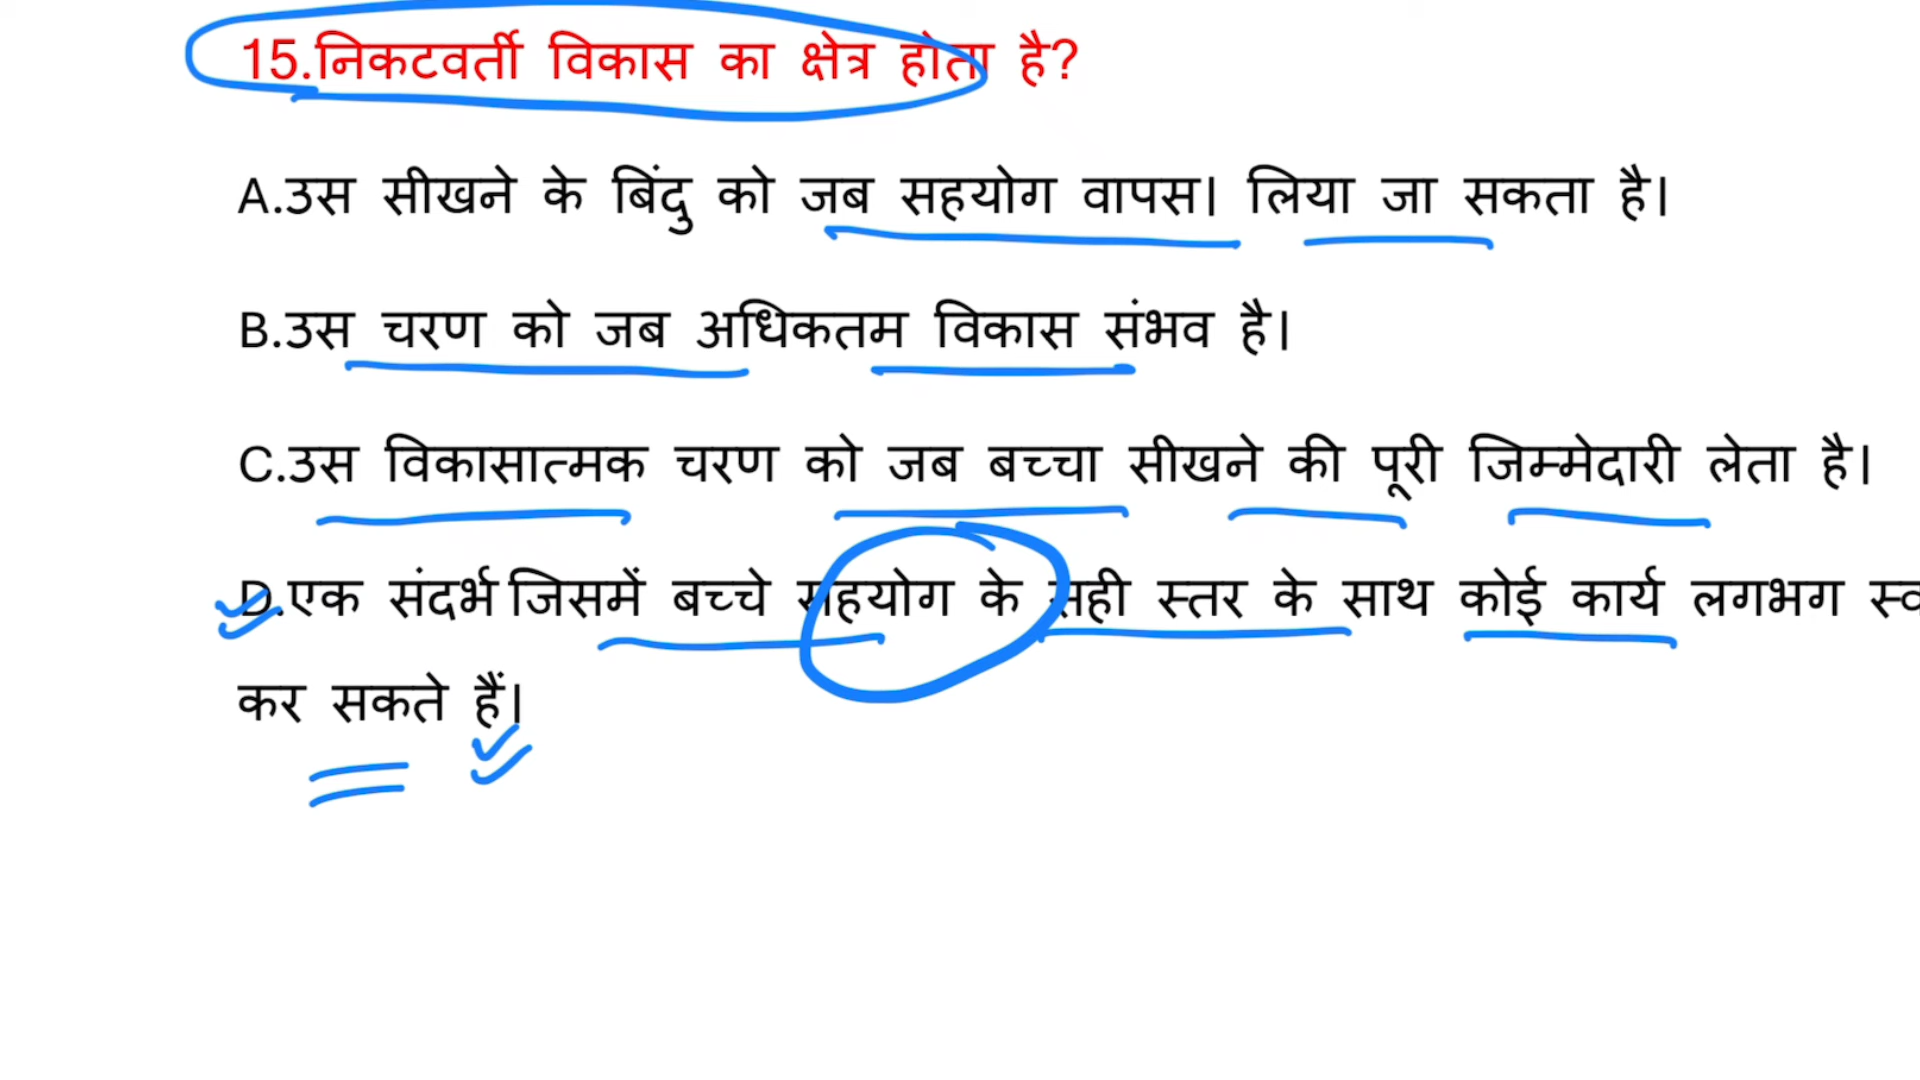 15.निकटवर्ती विकास का क्षेत्र होता है?
A.उस सीखने के बिंदु को जब सहयोग वापस। लिया जा सकता है।
B.उस चरण को जब अधिकतम विकास संभव है।
C.उस विकासात्मक चरण को जब बच्चा सीखने की पूरी जिम्मेदारी लेता है।
D.एक संदर्भ जिसमें बच्चे सहयोग के सही स्तर के साथ कोई कार्य लगभग
कर सकते हैं।